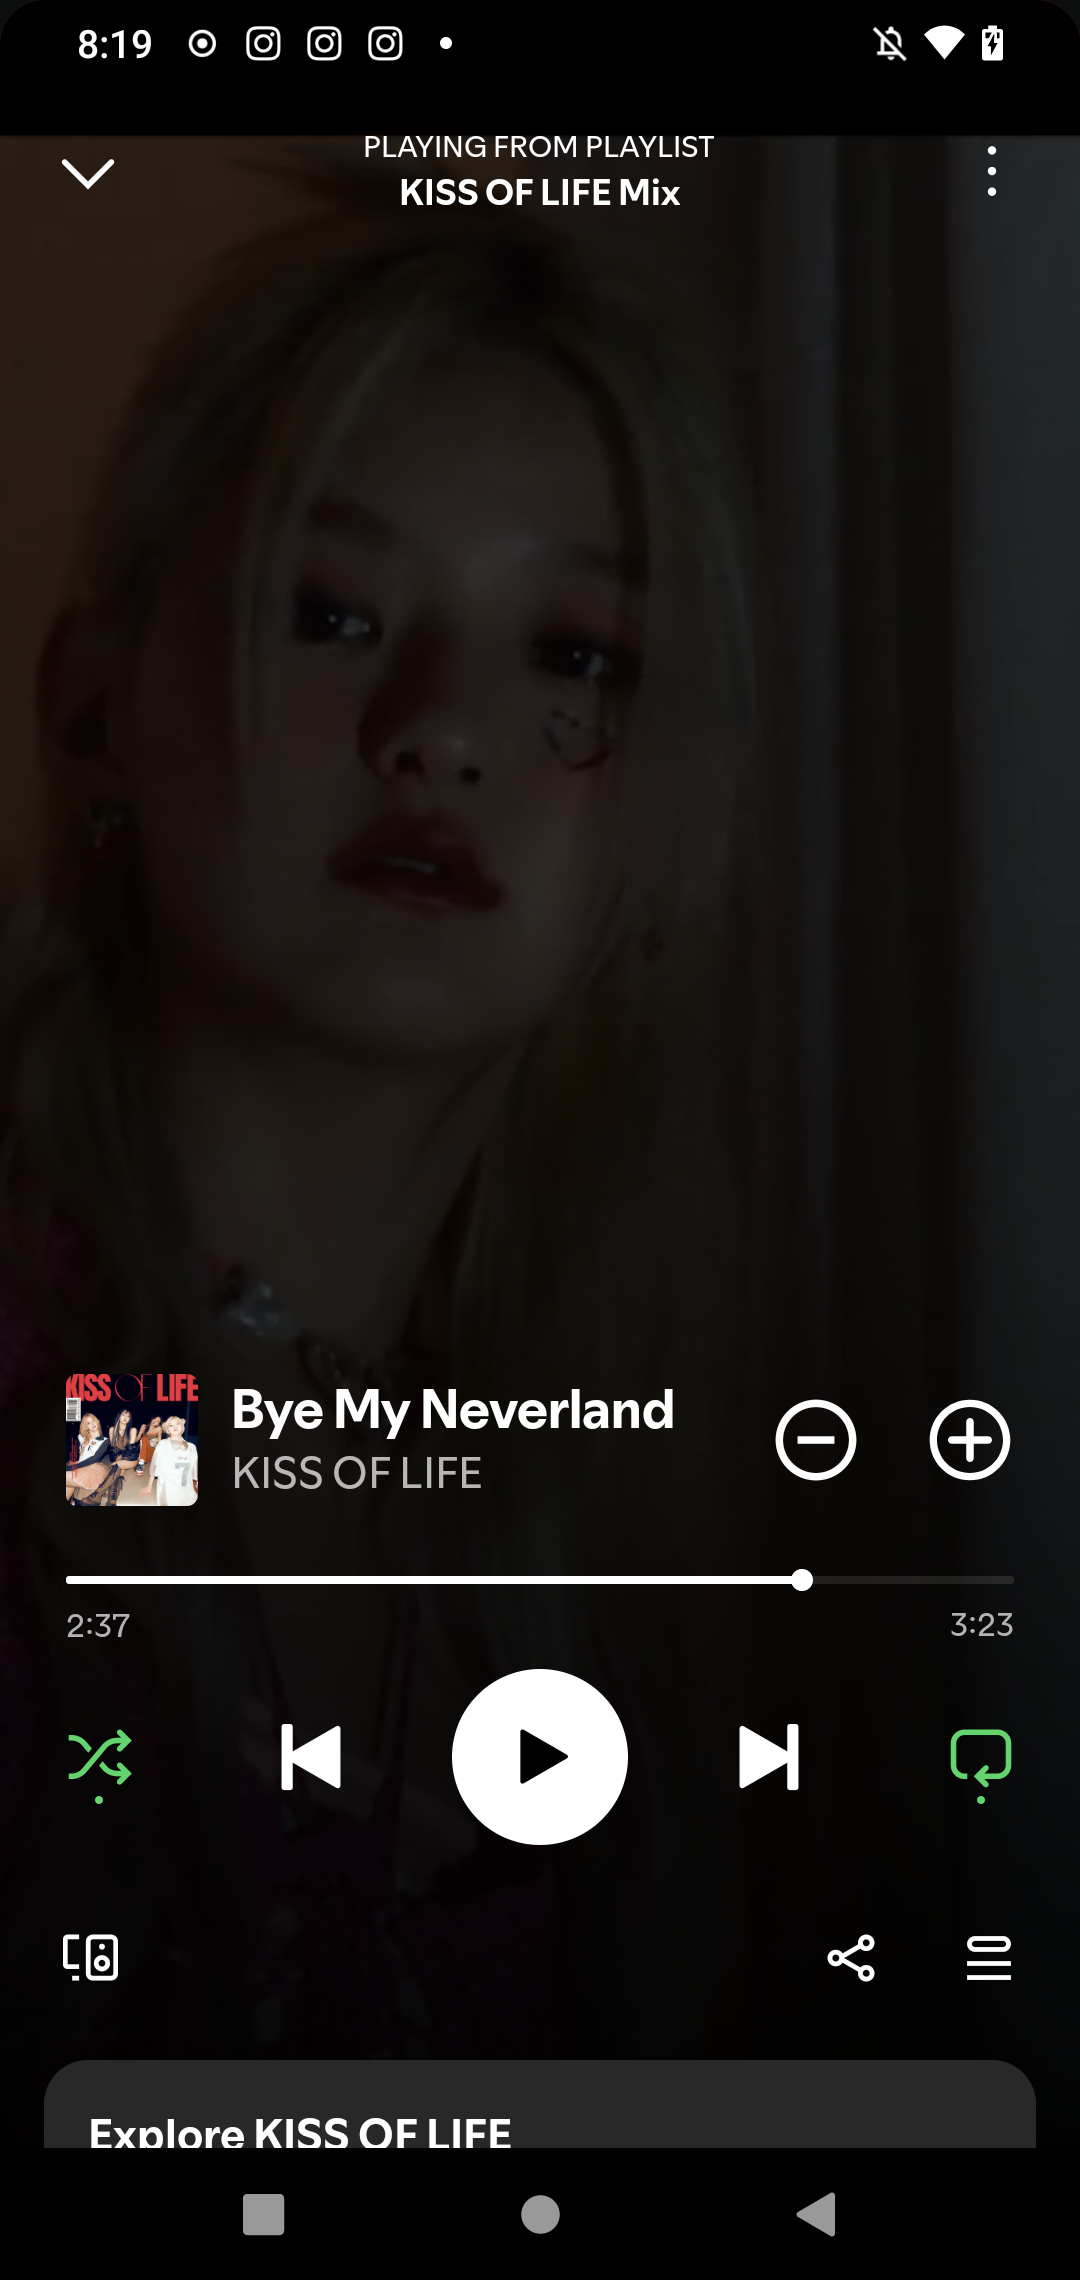 8:19
PLAYING FROM PLAYLIST
KISS OF LIFE Mix
KISS OF LIFE
Bye My Neverland
KISS OF LIFE
2:37
3:23
Explore KISS OF LIFE